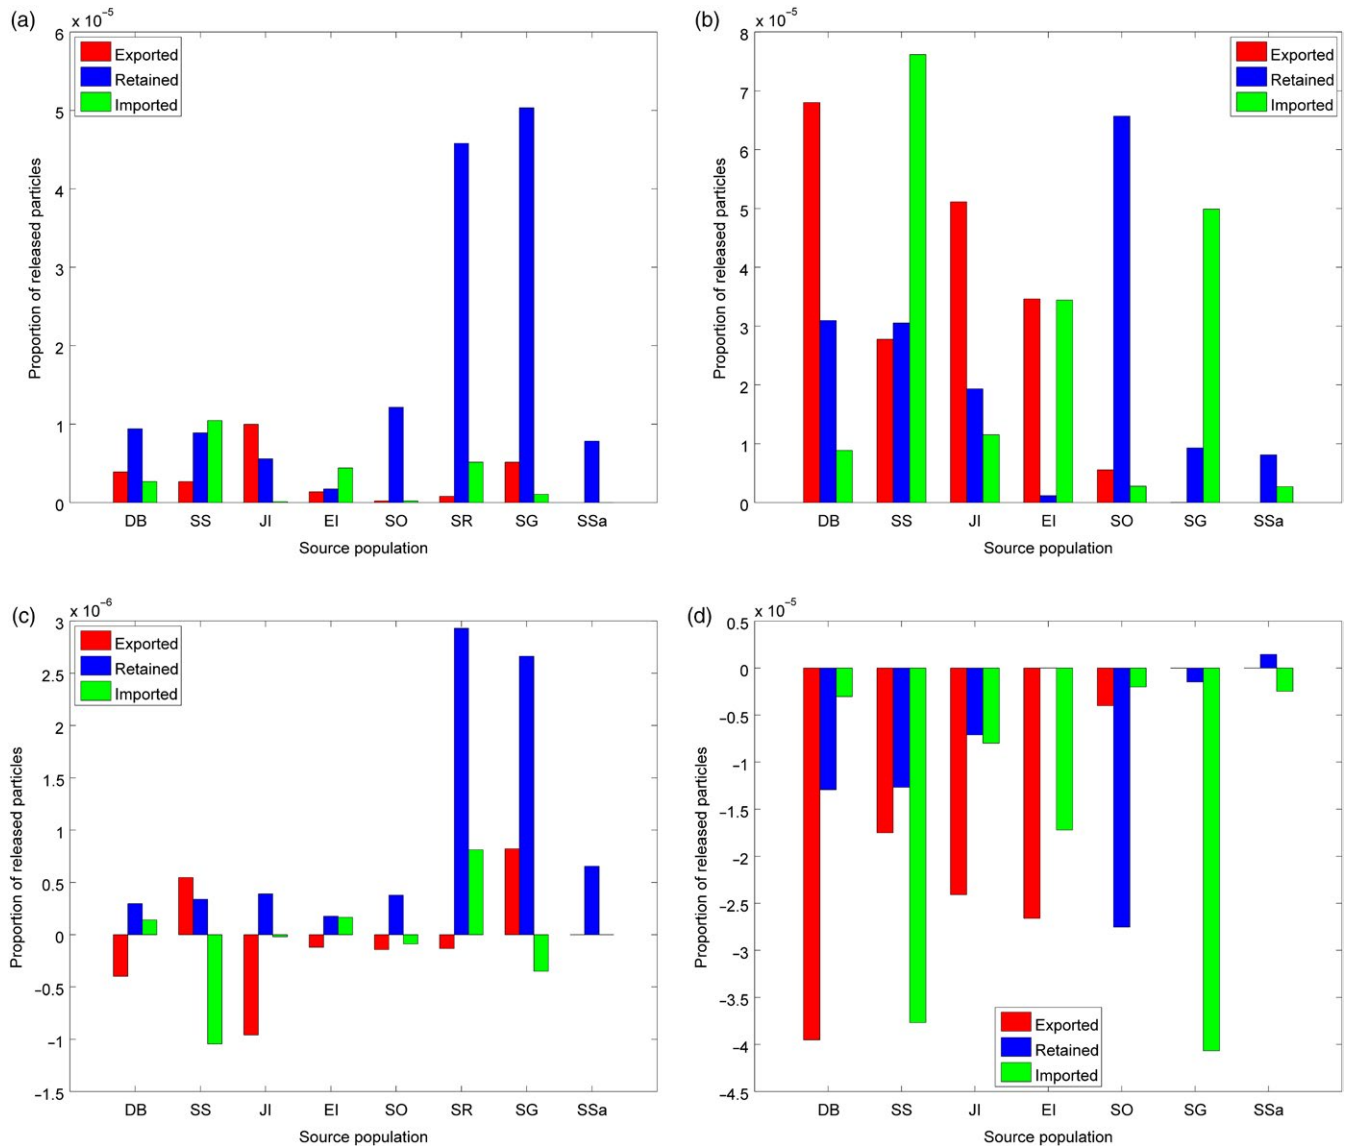 (a)
x 10⁻⁵
6
5
4
3
2
1
0
Proportion of released particles
Exported
Retained
Imported
DB SS JI EI SO SR SG SSa
Source population
(b)
x 10⁻⁵
8
7
6
5
4
3
2
1
0
Proportion of released particles
Exported
Retained
Imported
DB SS JI EI SO SG SSa
Source population
(c)
x 10⁻⁶
3
2.5
2
1.5
1
0.5
0
−0.5
−1
−1.5
Proportion of released particles
Exported
Retained
Imported
DB SS JI EI SO SR SG SSa
Source population
(d)
x 10⁻⁵
0.5
0
−0.5
−1
−1.5
−2
−2.5
−3
−3.5
−4
−4.5
Proportion of released particles
Exported
Retained
Imported
DB SS JI EI SO SG SSa
Source population